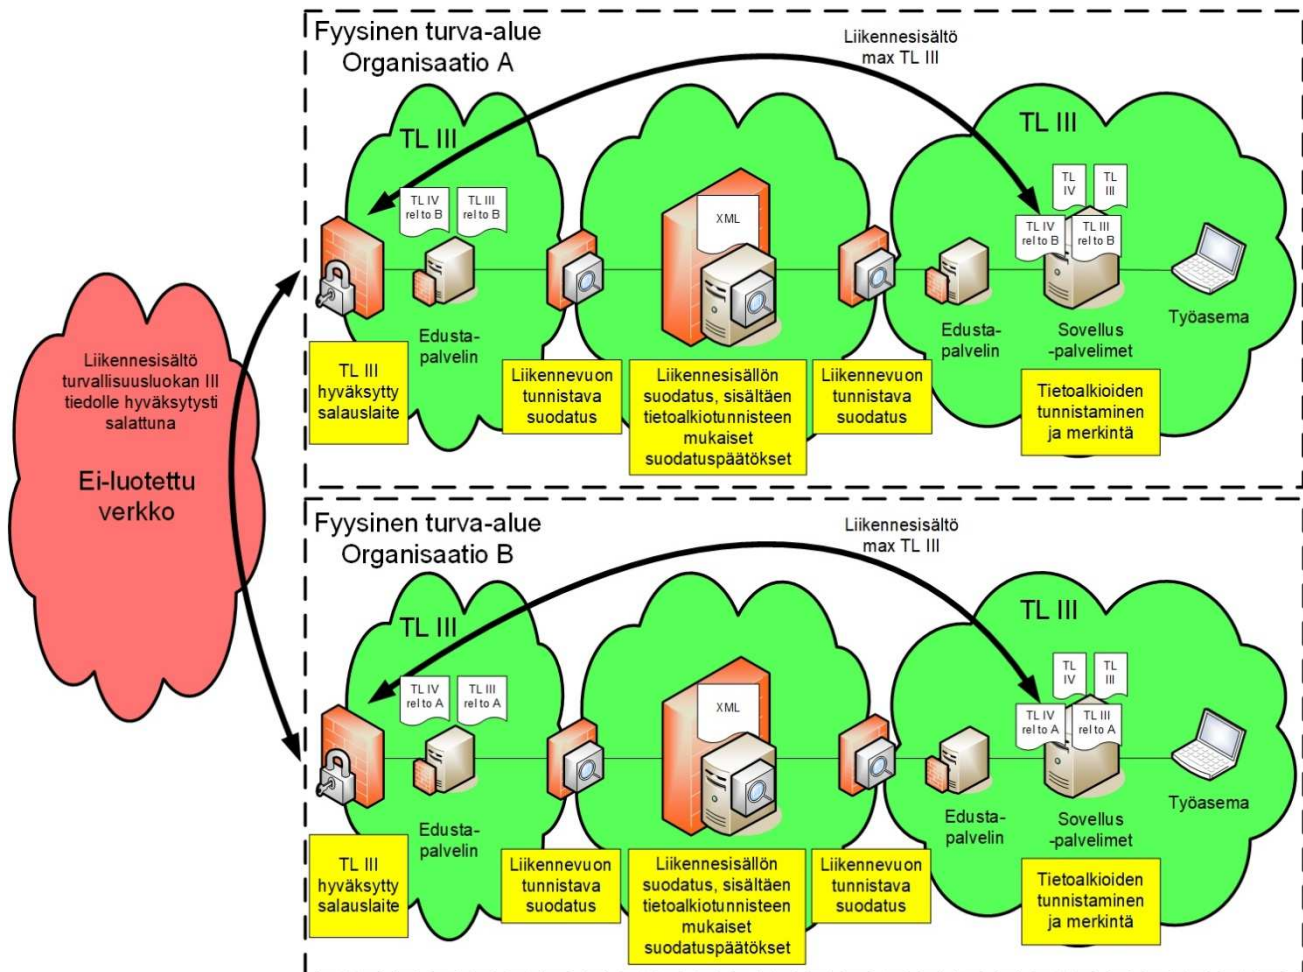 Fyysinen turva-alue
Organisaatio A
Liikennesisältö
max TL III
TL III
TL III
TL IV
rel to B
TL III
rel to B
XML
TL
IV
TL
III
TL IV
rel to B
TL III
rel to B
Edusta-
palvelin
Edusta-
palvelin
Sovellus
-palvelimet
Työasema
TL III
hyväksytty
salauslaite
Liikennevuon
tunnistava
suodatus
Liikennesisällön
suodatus, sisältäen
tietoalkiotunnisteen
mukaiset
suodatuspäätökset
Liikennevuon
tunnistava
suodatus
Tietoalkioiden
tunnistaminen
ja merkintä
Liikennesisältö
turvallisuusluokan III
tiedolle hyväksytysti
salattuna
Ei-luotettu
verkko
Fyysinen turva-alue
Organisaatio B
Liikennesisältö
max TL III
TL III
TL III
TL IV
rel to A
TL III
rel to A
XML
TL
IV
TL
III
TL IV
rel to A
TL III
rel to A
Edusta-
palvelin
Edusta-
palvelin
Sovellus
-palvelimet
Työasema
TL III
hyväksytty
salauslaite
Liikennevuon
tunnistava
suodatus
Liikennesisällön
suodatus, sisältäen
tietoalkiotunnisteen
mukaiset
suodatuspäätökset
Liikennevuon
tunnistava
suodatus
Tietoalkioiden
tunnistaminen
ja merkintä